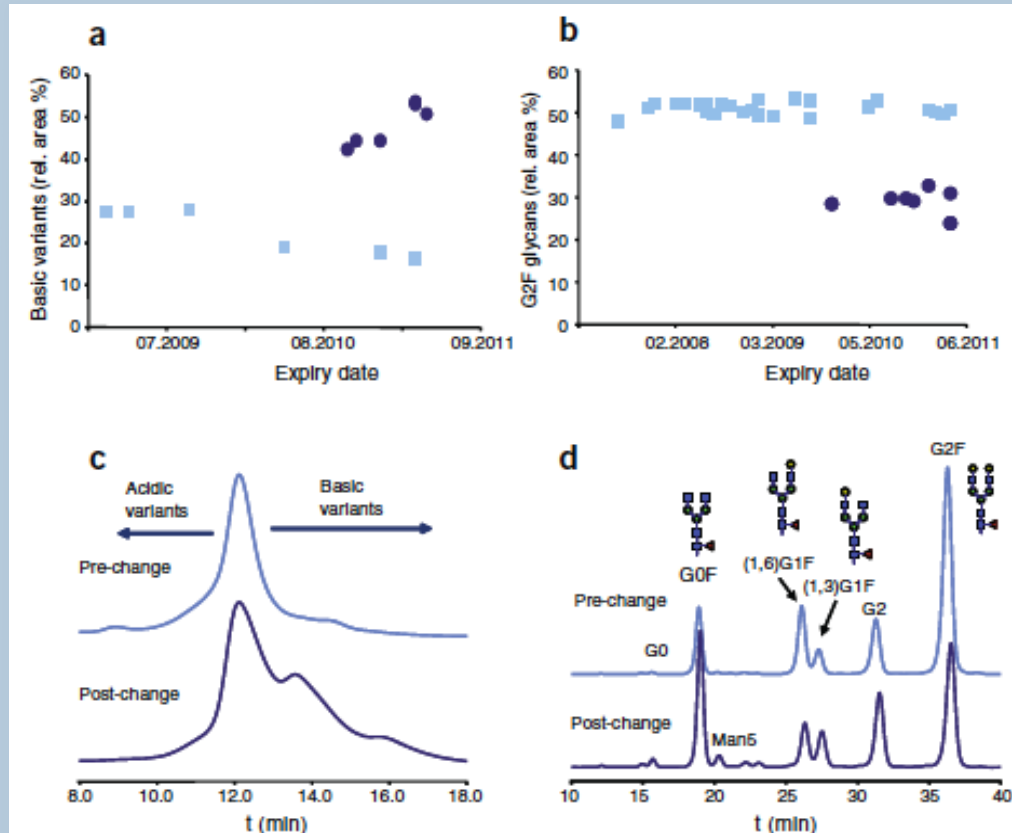 a
Basic variants (rel. area %)
60
50
40
30
20
10
0
07.2009 08.2010 09.2011
Expiry date
b
G2F glycans (rel. area %)
60
50
40
30
20
10
0
02.2008 03.2009 05.2010 06.2011
Expiry date
c
Acidic
variants
Basic
variants
Pre-change
Post-change
8.0 10.0 12.0 14.0 16.0 18.0
t (min)
d
G2F
G0F
(1,6)G1F
(1,3)G1F
G2
Pre-change
G0
Post-change
Man5
10 15 20 26 30 35 40
t (min)